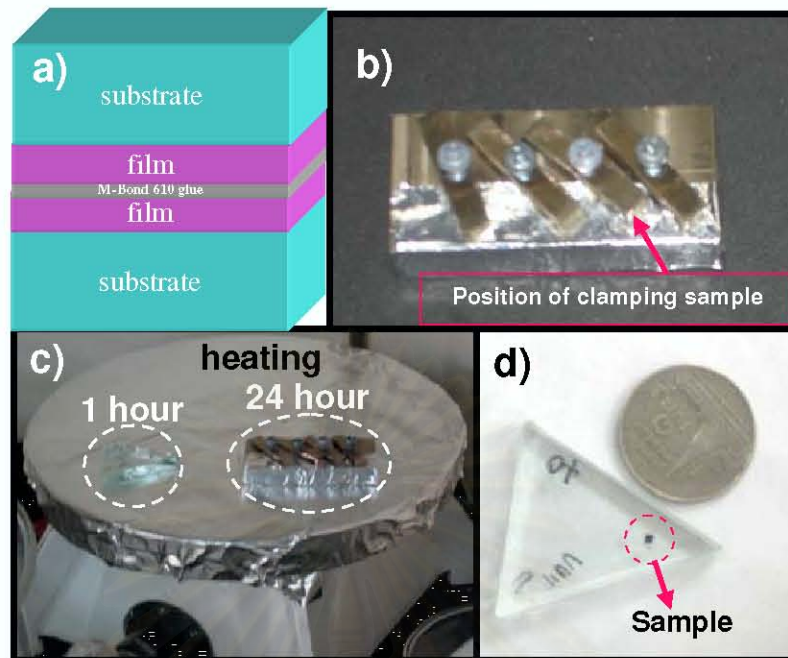 a)
substrate
film
M-Bond 610 glue
film
substrate
b)
Position of clamping sample
c)
heating
1 hour
24 hour
d)
Sample